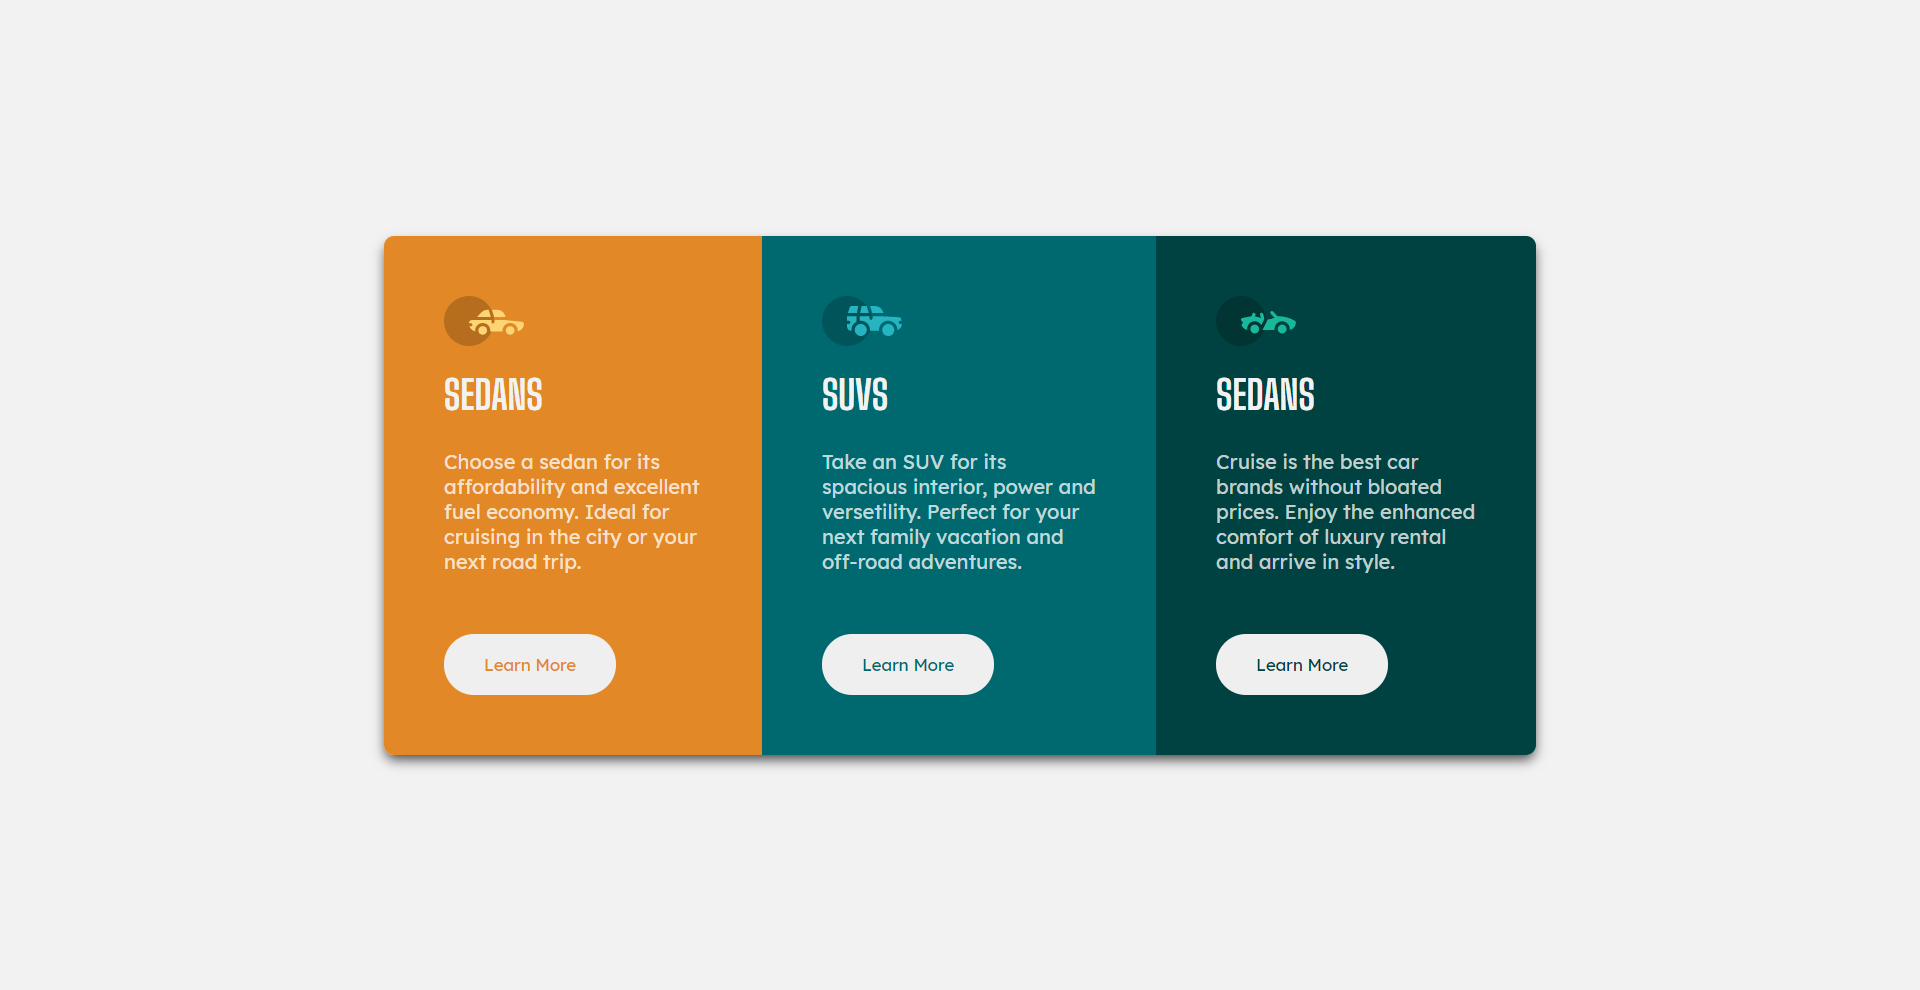 SEDANS
Choose a sedan for its
affordability and excellent
fuel economy. Ideal for
cruising in the city or your
next road trip.
Learn More
SUVS
Take an SUV for its
spacious interior, power and
versetility. Perfect for your
next family vacation and
off-road adventures.
Learn More
SEDANS
Cruise is the best car
brands without bloated
prices. Enjoy the enhanced
comfort of luxury rental
and arrive in style.
Learn More